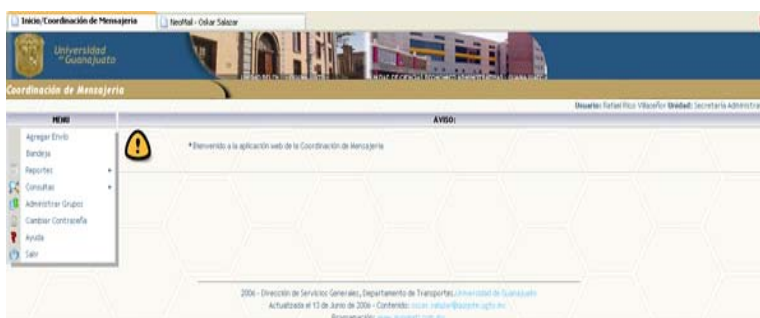 Inicio/Coordinación de Mensajería
NeoMail - Oskar Salazar
Universidad
de Guanajuato
Coordinación de Mensajería
Usuario: Rafael Rico Villaseñor Unidad: Secretaría Administra
MENU
AVISO:
Agregar Envío
Bandeja
Reportes
Consultas
Administrar Grupos
Cambiar Contraseña
Ayuda
Salir
*Bienvenido a la aplicación web de la Coordinación de Mensajería
2006 - Dirección de Servicios Generales, Departamento de Transportes. Universidad de Guanajuato
Actualizada el 13 de Junio de 2006 - Contenido:
Programación: